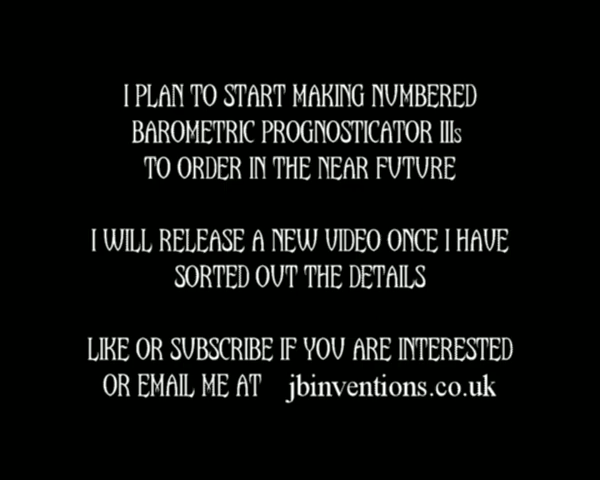 I PLAN TO START MAKING NUMBERED
BAROMETRIC PROGNOSTICATOR IIIs
TO ORDER IN THE NEAR FUTURE
I WILL RELEASE A NEW VIDEO ONCE I HAVE
SORTED OUT THE DETAILS
LIKE OR SUBSCRIBE IF YOU ARE INTERESTED
OR EMAIL ME AT jbinventions.co.uk